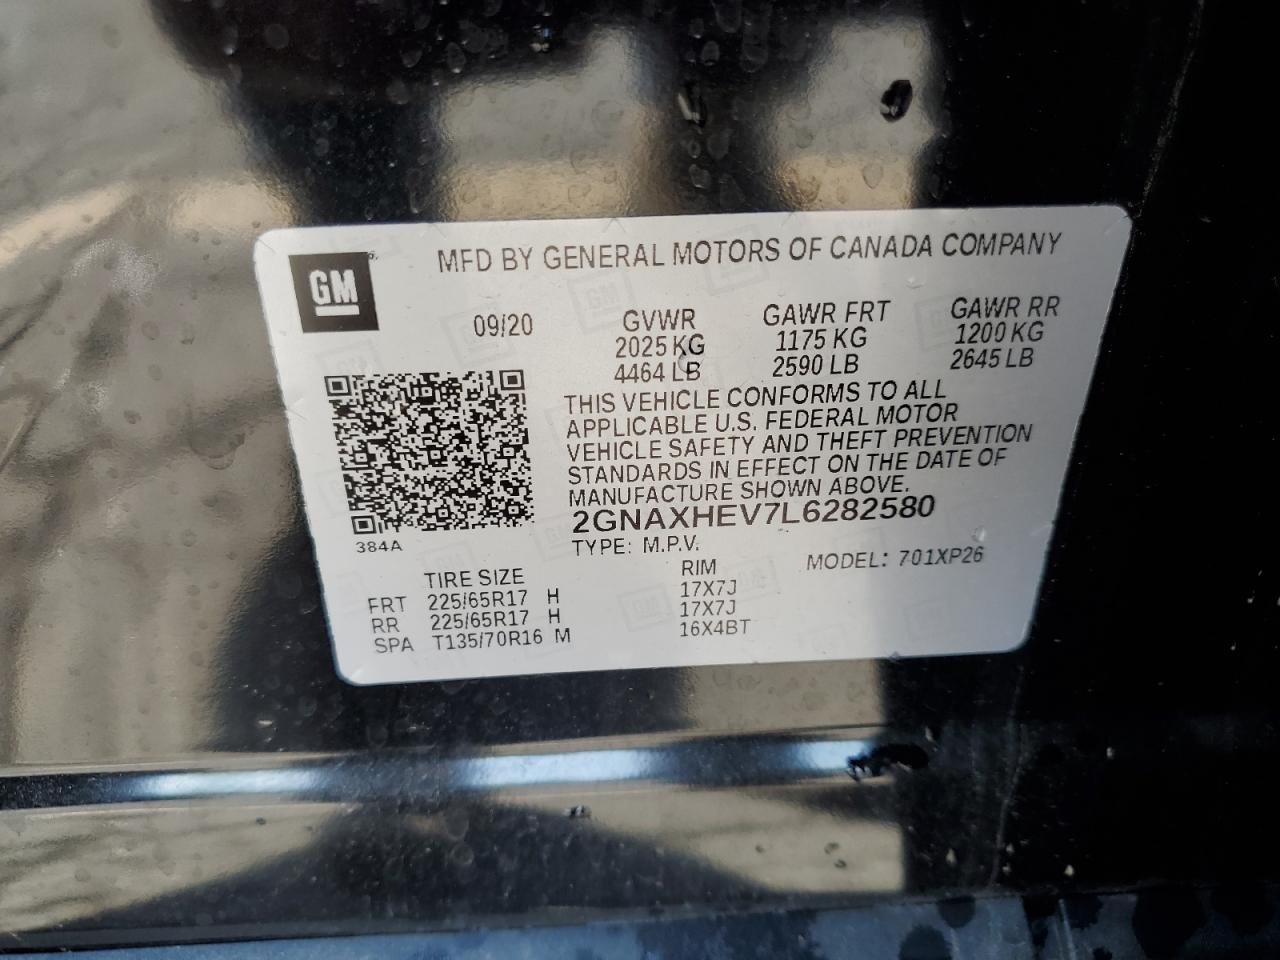 GM
MFD BY GENERAL MOTORS OF CANADA COMPANY
09/20
GVWR
2025 KG
4464 LB
GAWR FRT
1175 KG
2590 LB
GAWR RR
1200 KG
2645 LB
THIS VEHICLE CONFORMS TO ALL
APPLICABLE U.S. FEDERAL MOTOR
VEHICLE SAFETY AND THEFT PREVENTION
STANDARDS IN EFFECT ON THE DATE OF
MANUFACTURE SHOWN ABOVE.
2GNAXHEV7L6282580
384A
TYPE: M.P.V.
MODEL: 701XP26
TIRE SIZE RIM
FRT 225/65R17 H 17X7J
RR 225/65R17 H 17X7J
SPA T135/70R16 M 16X4BT